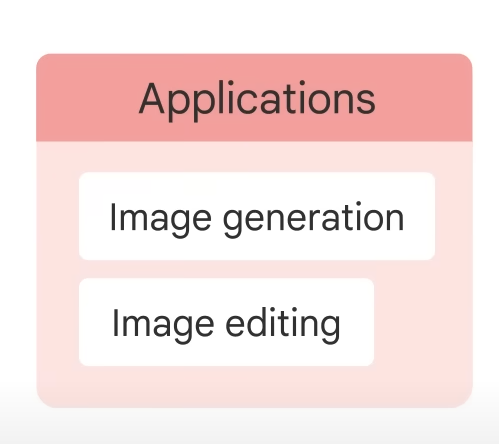 Applications
Image generation
Image editing